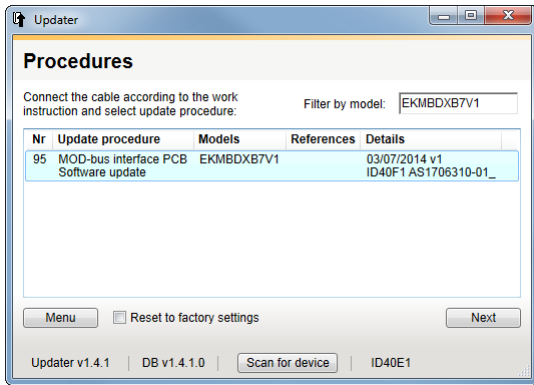 Updater
Procedures
Connect the cable according to the work
instruction and select update procedure:
Filter by model: EKMBDXB7V1
Nr Update procedure Models References Details
95 MOD-bus interface PCB EKMBDXB7V1 03/07/2014 v1
Software update ID40F1 AS1706310-01_
Menu Reset to factory settings Next
Updater v1.4.1 DB v1.4.1.0 Scan for device ID40E1